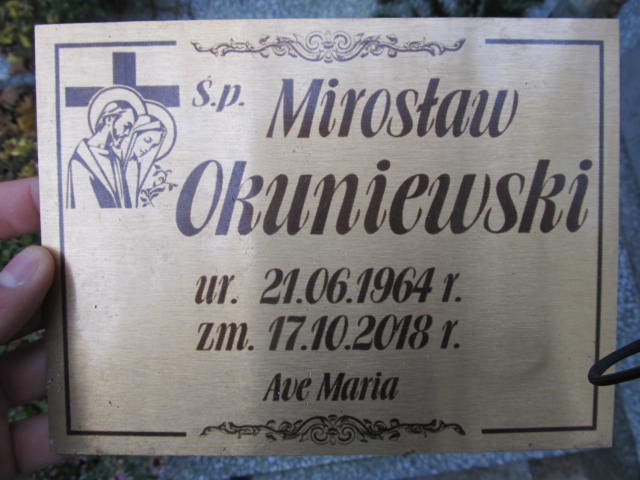 Ś.p. Mirosław
Okuniewski
ur. 21.06.1964 r.
zm. 17.10.2018 r.
Ave Maria